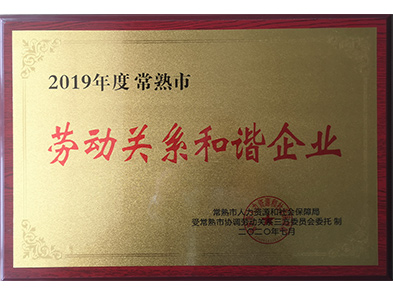 2019年度 常熟市
劳动关系和谐企业
常熟市人力资源和社会保障局
受常熟市协调劳动关系三方委员会委托 制
二〇二〇年七月